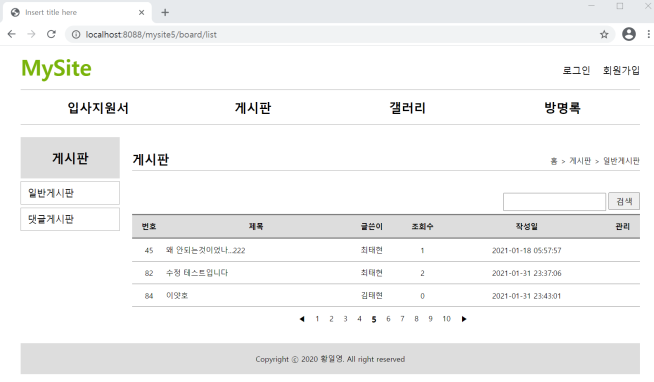 Insert title here
localhost:8088/mysite5/board/list
MySite
로그인 회원가입
입사지원서 게시판 갤러리 방명록
게시판
일반게시판
댓글게시판
게시판
홈 > 게시판 > 일반게시판
검색
번호 제목 글쓴이 조회수 작성일 관리
45 왜 안되는것이었나...222 최태현 1 2021-01-18 05:57:57
82 수정 테스트입니다 최태현 2 2021-01-31 23:37:06
84 이얏호 김태현 0 2021-01-31 23:43:01
◀ 1 2 3 4 5 6 7 8 9 10 ▶
Copyright ⓒ 2020 황일영. All right reserved